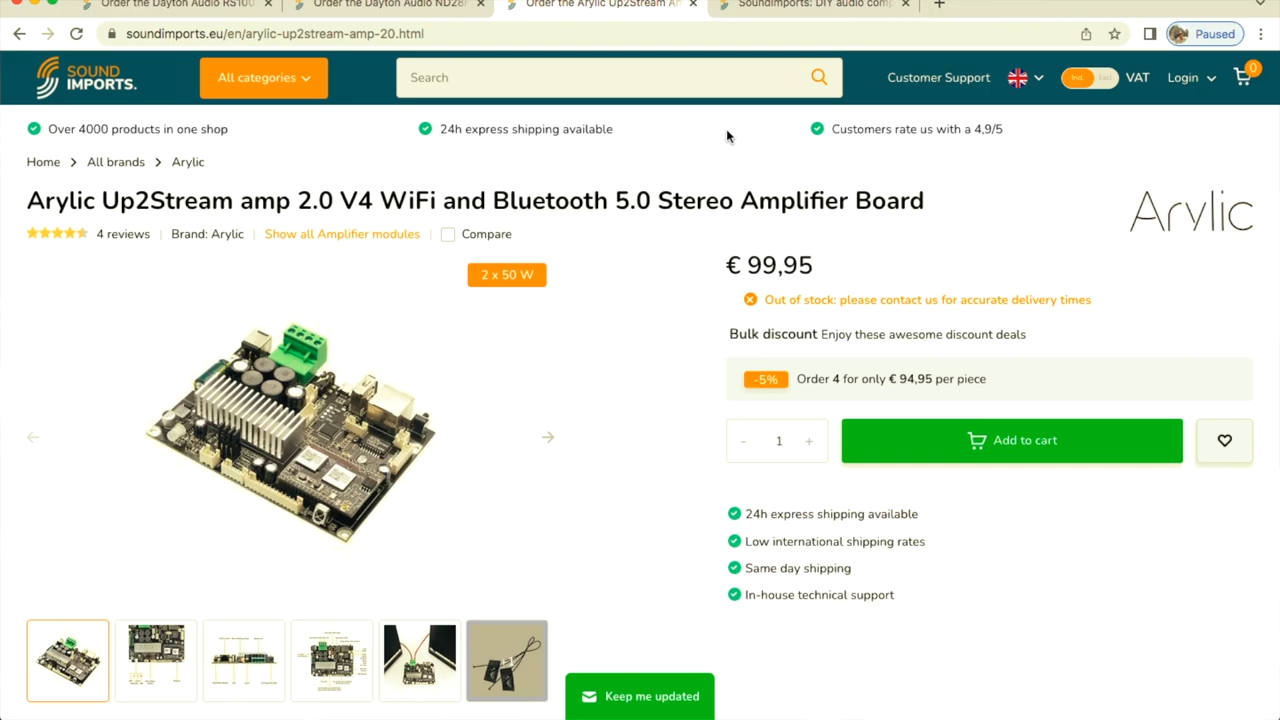 Order the Dayton Audio RS100
Order the Dayton Audio ND28F
Order the Arylic Up2Stream Am
Soundimports: DIY audio comp
soundimports.eu/en/arylic-up2stream-amp-20.html
Paused
SOUND
IMPORTS.
All categories
Search
Customer Support
Incl.
Excl.
VAT
Login
0
Over 4000 products in one shop
24h express shipping available
Customers rate us with a 4,9/5
Home
All brands
Arylic
Arylic Up2Stream amp 2.0 V4 WiFi and Bluetooth 5.0 Stereo Amplifier Board
Arylic
4 reviews
Brand: Arylic
Show all Amplifier modules
Compare
2 x 50 W
€ 99,95
Out of stock: please contact us for accurate delivery times
Bulk discount Enjoy these awesome discount deals
-5%
Order 4 for only € 94,95 per piece
- 1 +
Add to cart
24h express shipping available
Low international shipping rates
Same day shipping
In-house technical support
Keep me updated